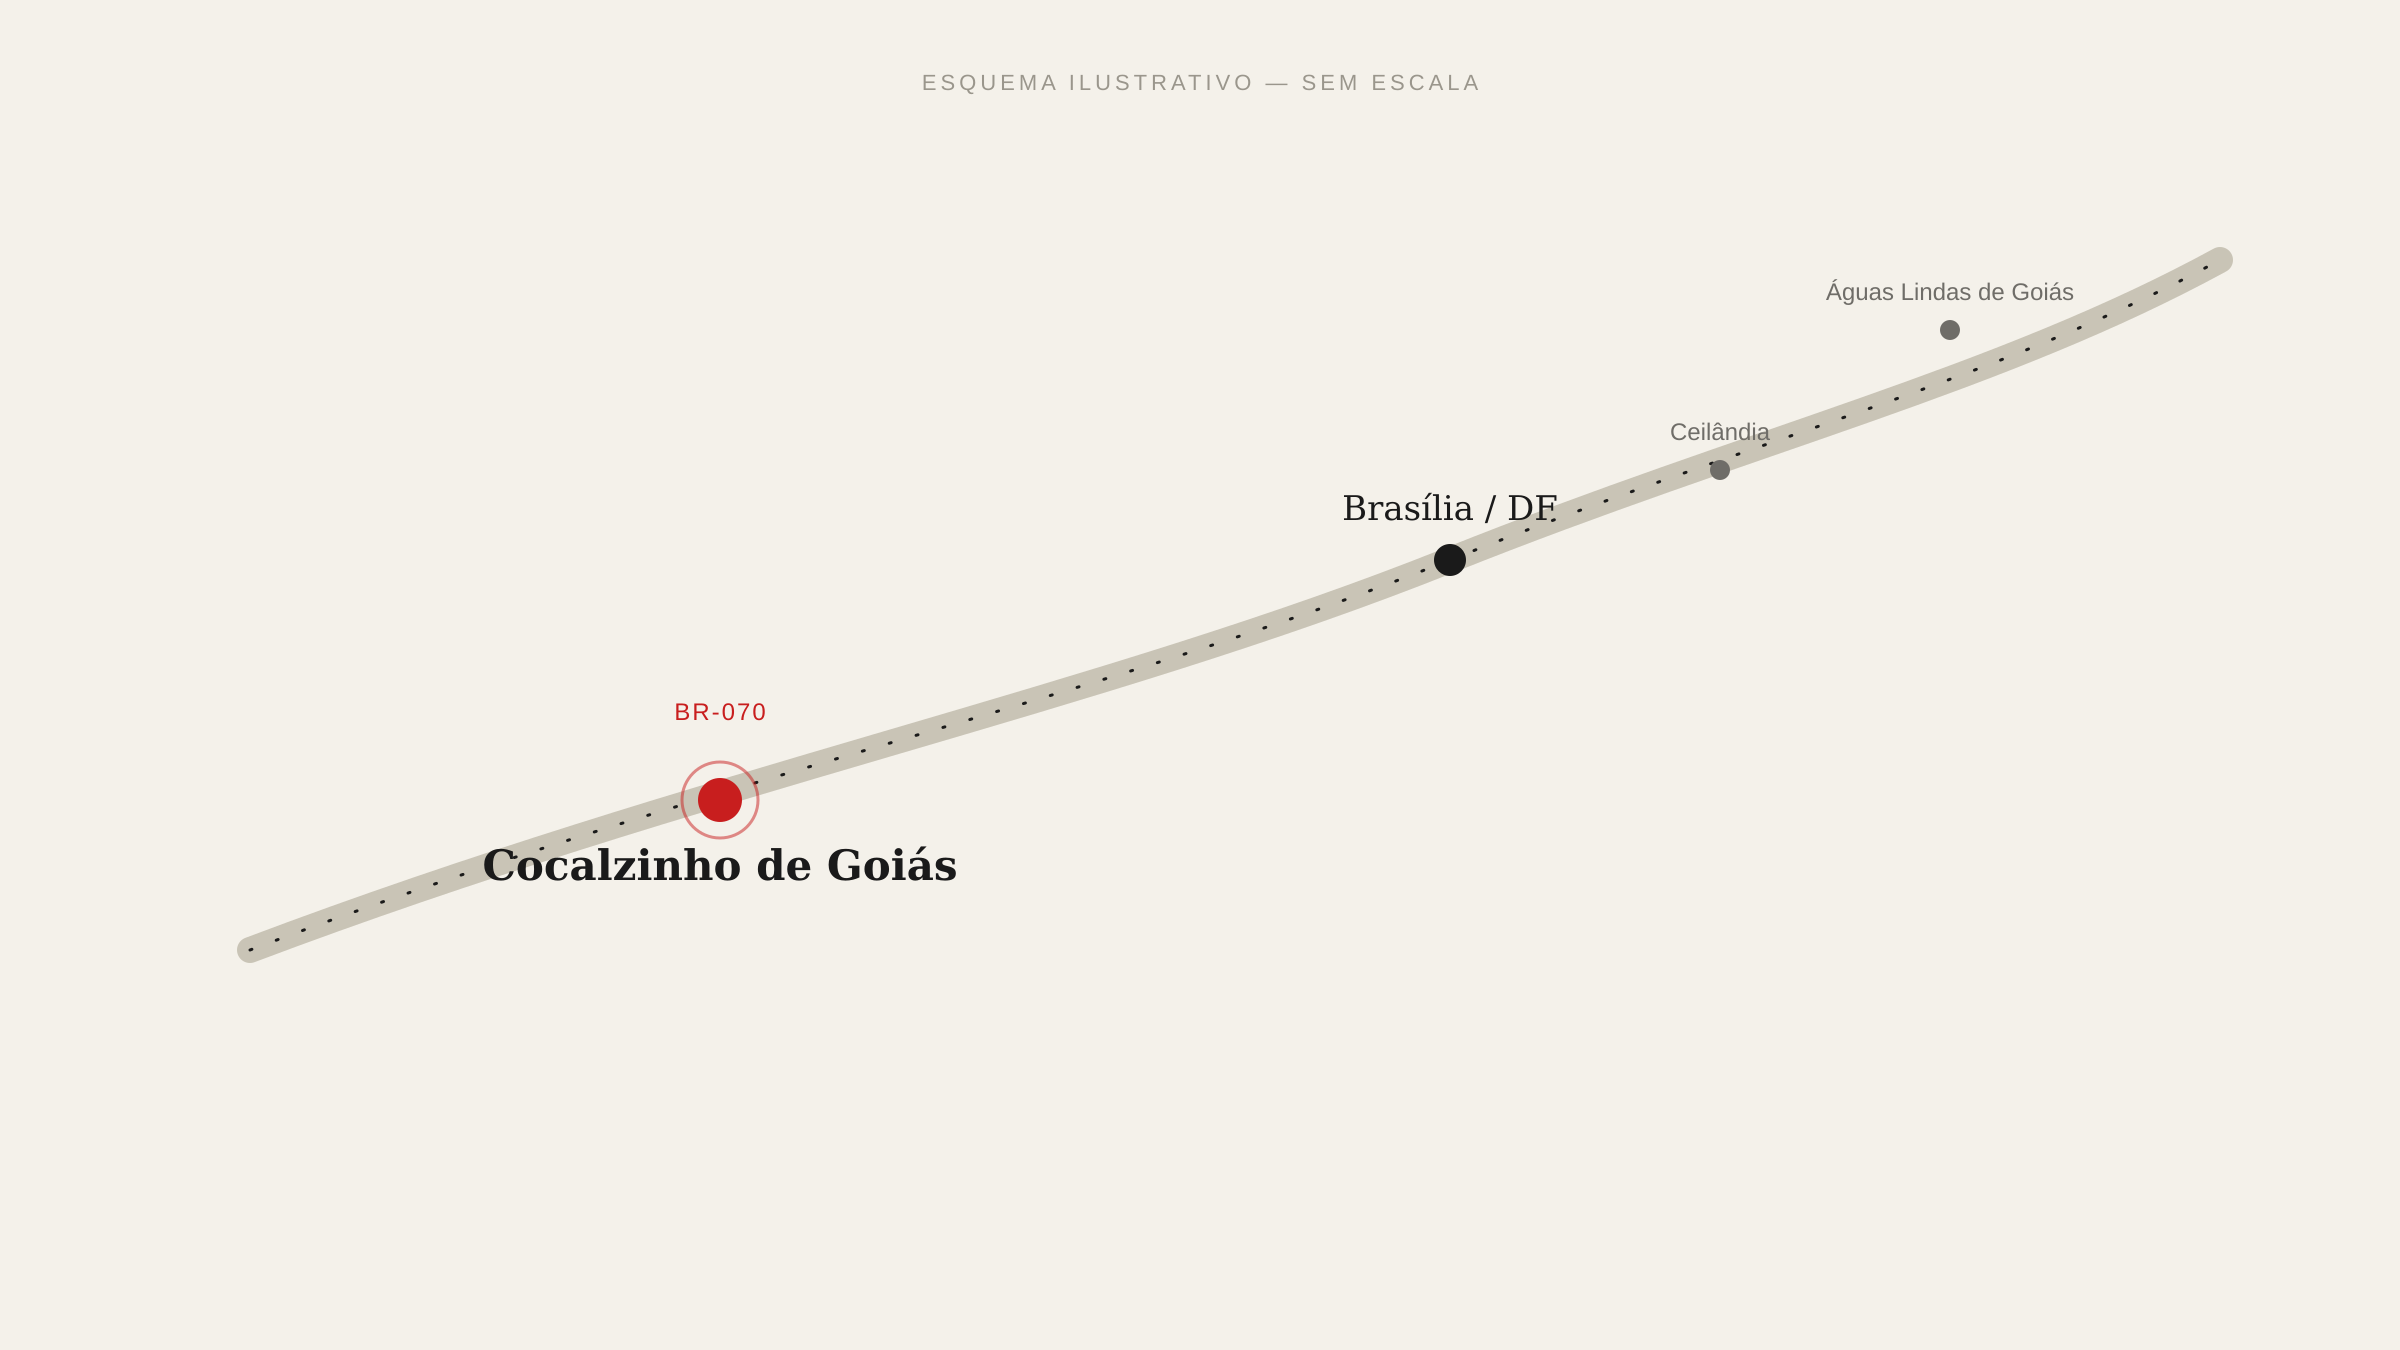 ESQUEMA ILUSTRATIVO — SEM ESCALA
Águas Lindas de Goiás
Ceilândia
Brasília / DF
BR-070
Cocalzinho de Goiás